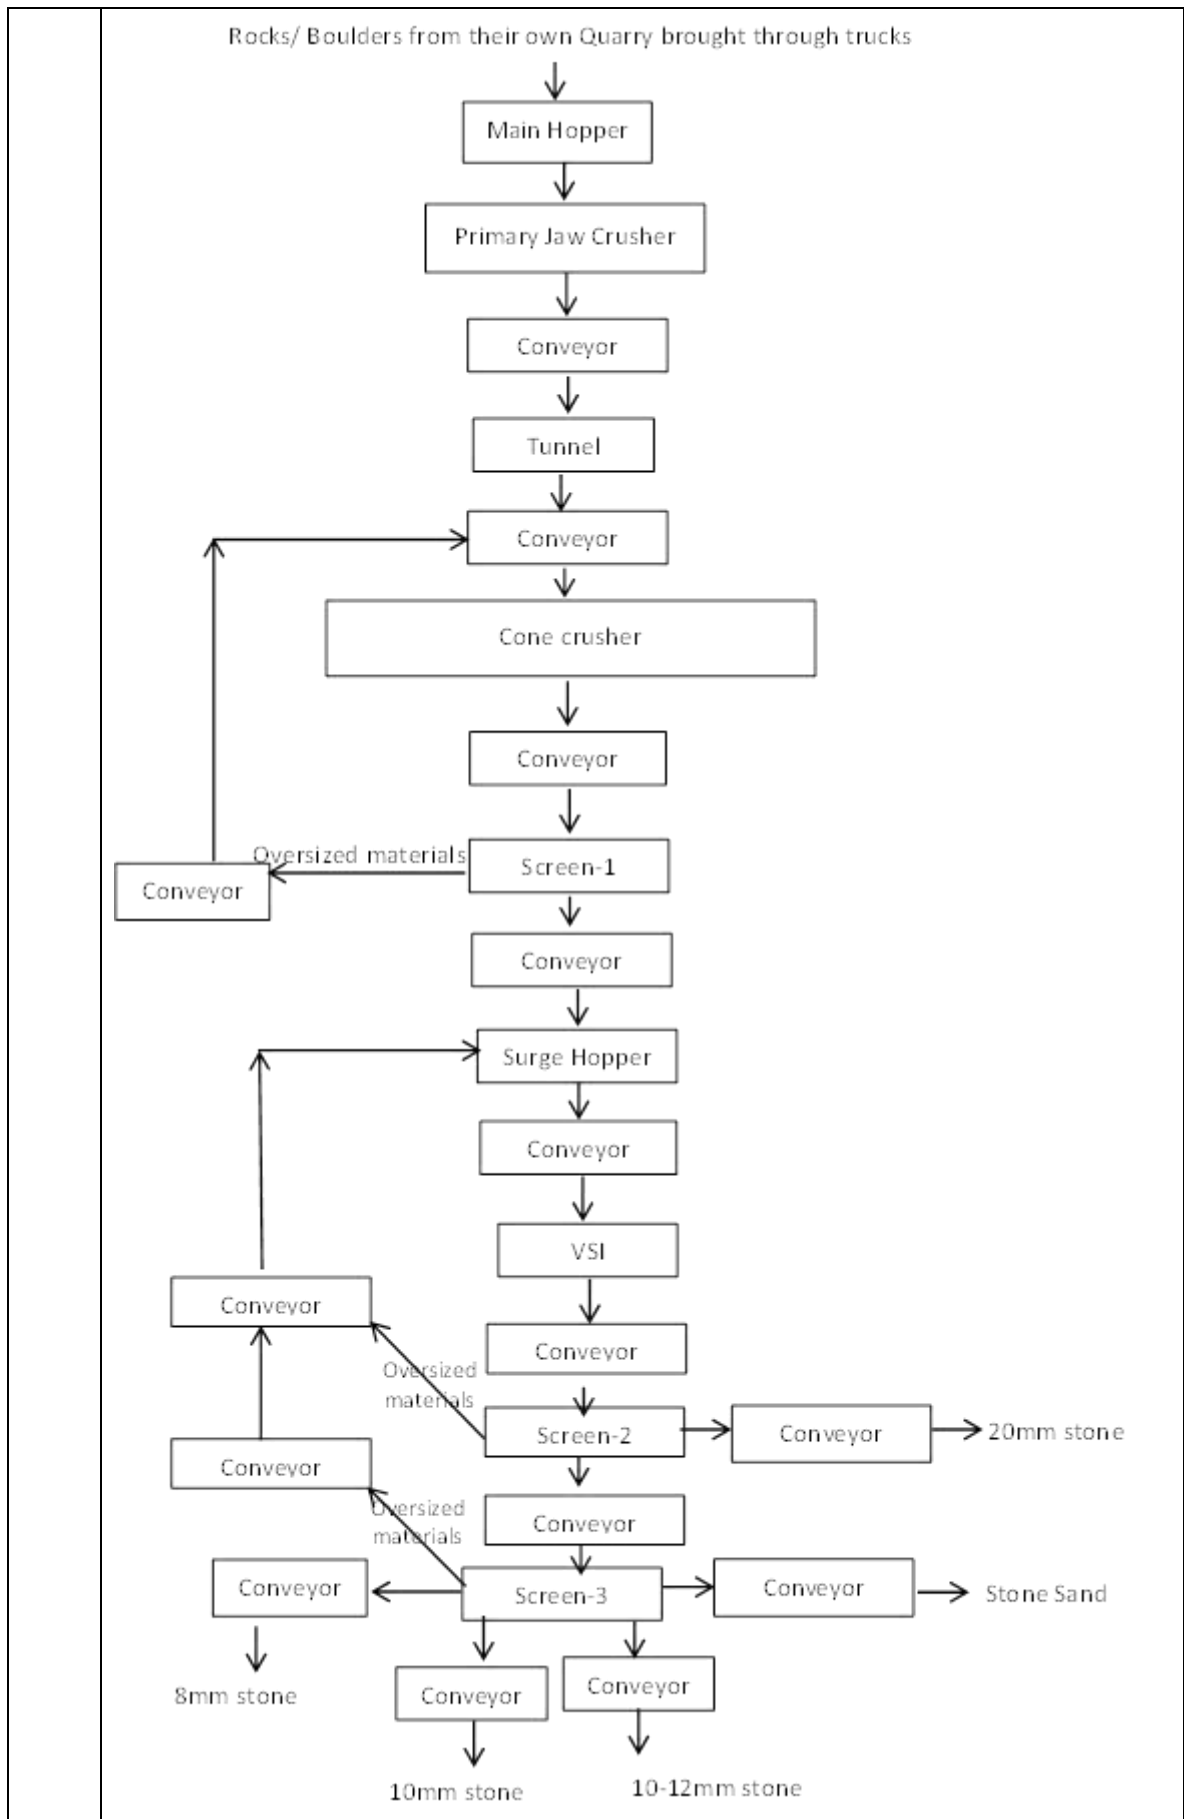 Rocks/ Boulders from their own Quarry brought through trucks
Main Hopper
Primary Jaw Crusher
Conveyor
Tunnel
Conveyor
Cone crusher
Conveyor
Oversized materials
Screen-1
Conveyor
Conveyor
Surge Hopper
Conveyor
VSI
Conveyor
Conveyor
Oversized
materials
Screen-2
Conveyor
20mm stone
Conveyor
Oversized
materials
Conveyor
Conveyor
Screen-3
Conveyor
Stone Sand
8mm stone
Conveyor
Conveyor
10mm stone
10-12mm stone